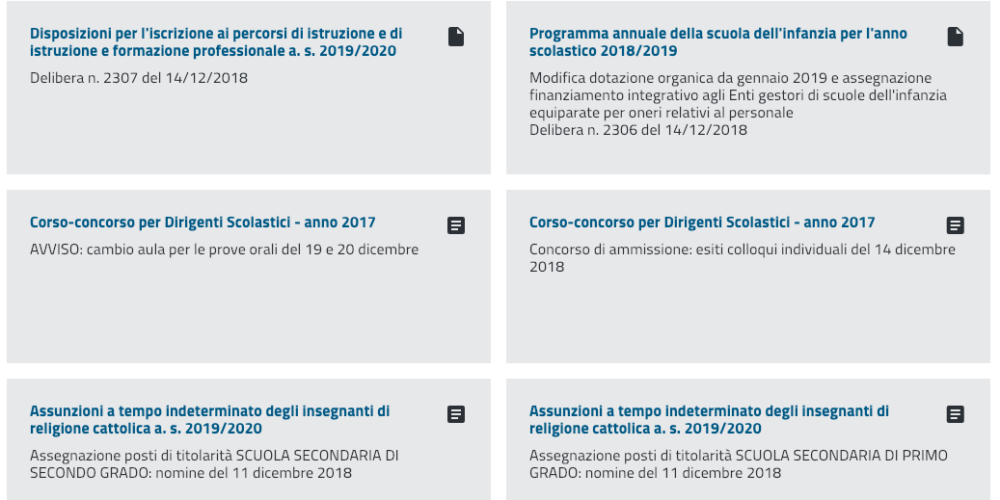 Disposizioni per l'iscrizione ai percorsi di istruzione e di
istruzione e formazione professionale a. s. 2019/2020
Delibera n. 2307 del 14/12/2018
Programma annuale della scuola dell'infanzia per l'anno
scolastico 2018/2019
Modifica dotazione organica da gennaio 2019 e assegnazione
finanziamento integrativo agli Enti gestori di scuole dell'infanzia
equiparate per oneri relativi al personale
Delibera n. 2306 del 14/12/2018
Corso-concorso per Dirigenti Scolastici - anno 2017
AVVISO: cambio aula per le prove orali del 19 e 20 dicembre
Corso-concorso per Dirigenti Scolastici - anno 2017
Concorso di ammissione: esiti colloqui individuali del 14 dicembre
2018
Assunzioni a tempo indeterminato degli insegnanti di
religione cattolica a. s. 2019/2020
Assegnazione posti di titolarità SCUOLA SECONDARIA DI
SECONDO GRADO: nomine del 11 dicembre 2018
Assunzioni a tempo indeterminato degli insegnanti di
religione cattolica a. s. 2019/2020
Assegnazione posti di titolarità SCUOLA SECONDARIA DI PRIMO
GRADO: nomine del 11 dicembre 2018